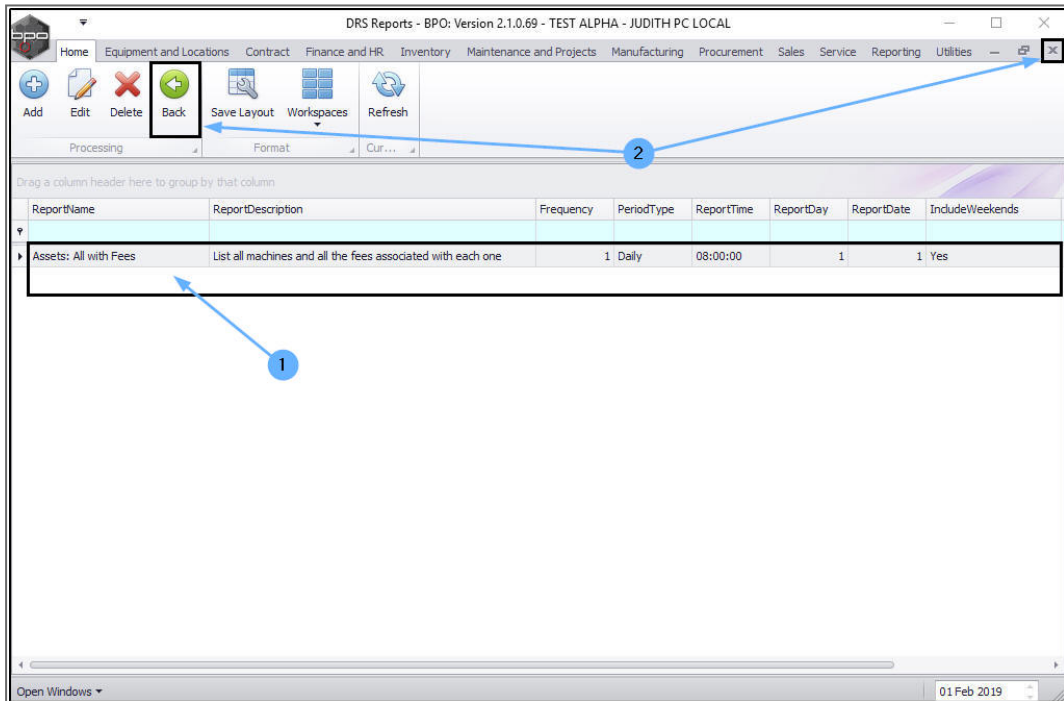 DRS Reports - BPO: Version 2.1.0.69 - TEST ALPHA - JUDITH PC LOCAL
bpo
Home Equipment and Locations Contract Finance and HR Inventory Maintenance and Projects Manufacturing Procurement Sales Service Reporting Utilities
Add Edit Delete Back Save Layout Workspaces Refresh
Processing Format Cur...
2
Drag a column header here to group by that column
ReportName ReportDescription Frequency PeriodType ReportTime ReportDay ReportDate IncludeWeekends
Assets: All with Fees List all machines and all the fees associated with each one 1 Daily 08:00:00 1 1 Yes
1
Open Windows 01 Feb 2019